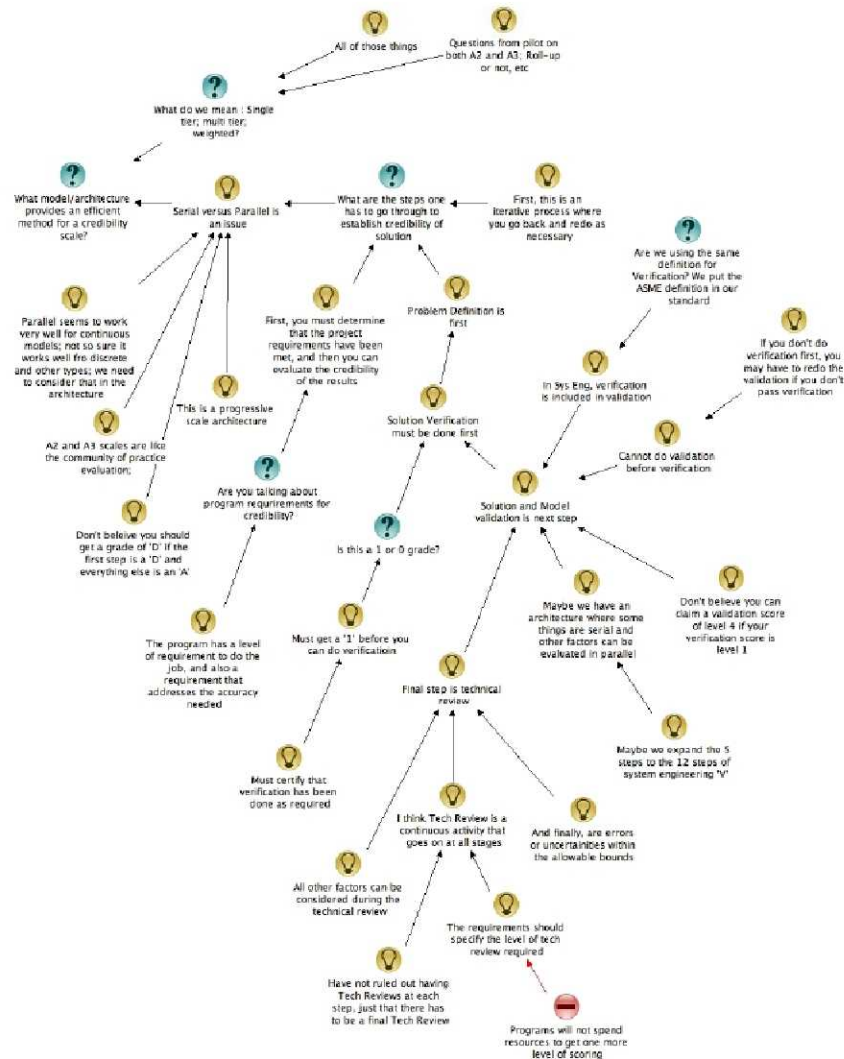 All of those things
Questions from pilot on
both A2 and A3; Roll-up
or not, etc
What do we mean : Single
tier; multi tier;
weighted?
What model/architecture
provides an efficient
method for a credibility
scale?
Serial versus Parallel is
an issue
What are the steps one
has to go through to
establish credibility of
solution
First, this is an
iterative process where
you go back and redo as
necessary
Are we using the same
definition for
'Verification? We put the
ASME definition in our
standard
Parallel seems to work
very well for continuous
models; not so sure it
works well fro discrete
and other types; we need
to consider that in the
architecture
First, you must determine
that the project
requirements have been
met, and then you can
evaluate the credibility
of the results
Problem Definition is
first
If you don't do
verification first, you
may have to redo the
validation if you don't
pass verification
This is a progressive
scale architecture
In Sys Eng, verification
is included in validation
A2 and A3 scales are like
the community of practice
evaluation;
Solution Verification
must be done first
Cannot do validation
before verification
Are you talking about
program requrirements for
credibility?
Solution and Model
validation is next step
Don't beleive you should
get a grade of 'D' if the
first step is a 'D' and
everything else is an 'A'
Is this a 1 or 0 grade?
Maybe we have an
architecture where some
things are serial and
other factors can be
evaluated in parallel
Don't believe you can
claim a validation score
of level 4 if your
verification score is
level 1
The program has a level
of requirement to do the
job, and also a
requirement that
addresses the accuracy
needed
Must get a '1' before you
can do verificatioin
Final step is technical
review
Maybe we expand the 5
steps to the 12 steps of
system engineering 'V'
Must certify that
verification has been
done as required
I think Tech Review is a
continuous activity that
goes on at all stages
And finally, are errors
or uncertainities within
the allowable bounds
All other factors can be
considered during the
technical review
The requirements should
specify the level of tech
review required
Have not ruled out having
Tech Reviews at each
step, just that there has
to be a final Tech Review
Programs will not spend
resources to get one more
level of scoring